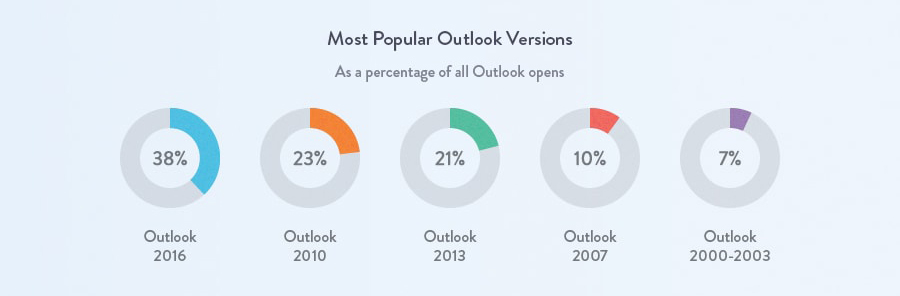 Most Popular Outlook Versions
As a percentage of all Outlook opens
38%
23%
21%
10%
7%
Outlook
2016
Outlook
2010
Outlook
2013
Outlook
2007
Outlook
2000-2003